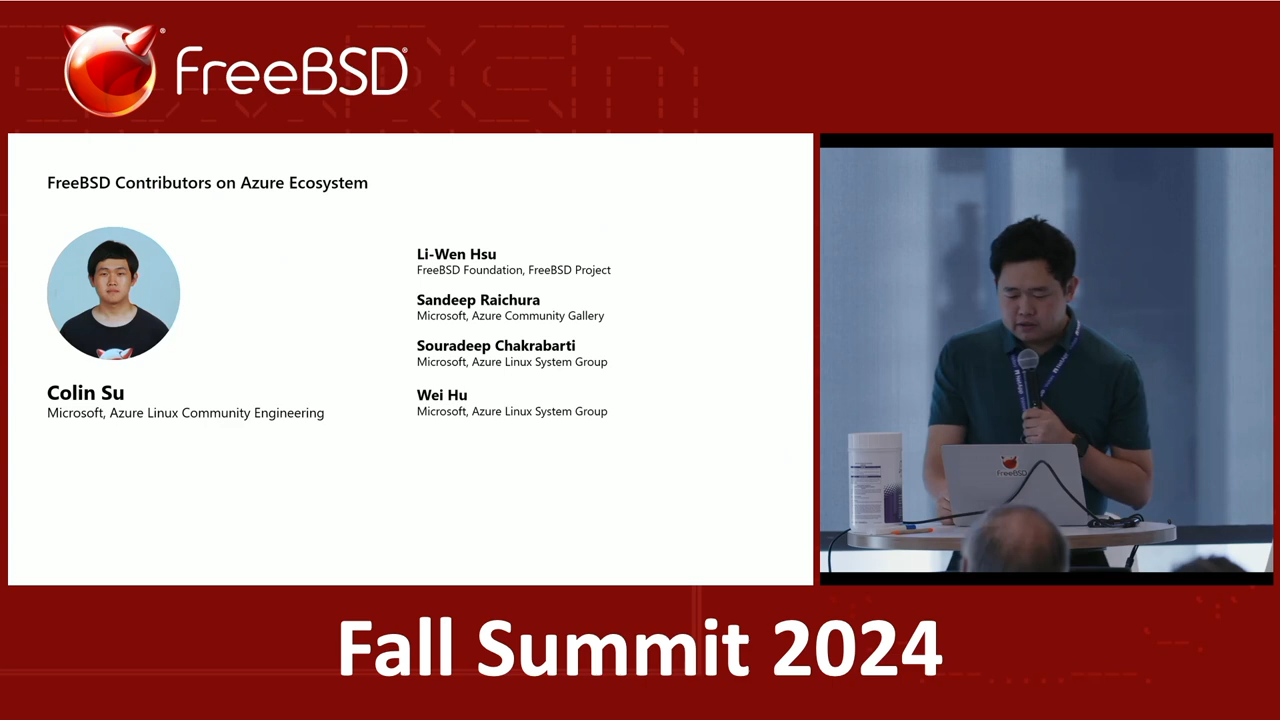 FreeBSD
FreeBSD Contributors on Azure Ecosystem
Colin Su
Microsoft, Azure Linux Community Engineering
Li-Wen Hsu
FreeBSD Foundation, FreeBSD Project
Sandeep Raichura
Microsoft, Azure Community Gallery
Souradeep Chakrabarti
Microsoft, Azure Linux System Group
Wei Hu
Microsoft, Azure Linux System Group
FreeBSD
Fall Summit 2024